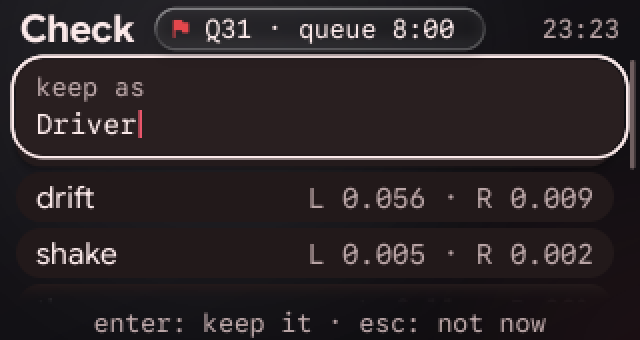 Check
Q31 · queue 8:00
23:23
keep as
Driver
drift L 0.056 · R 0.009
shake L 0.005 · R 0.002
enter: keep it · esc: not now